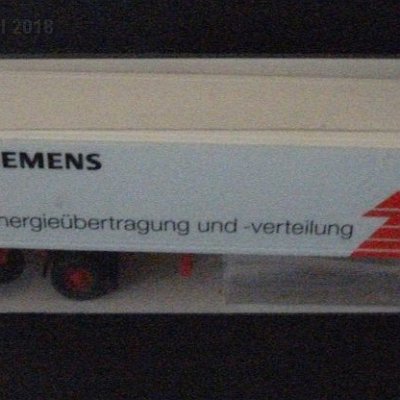 l 2018
EMENS
nergieübertragung und -verteilung